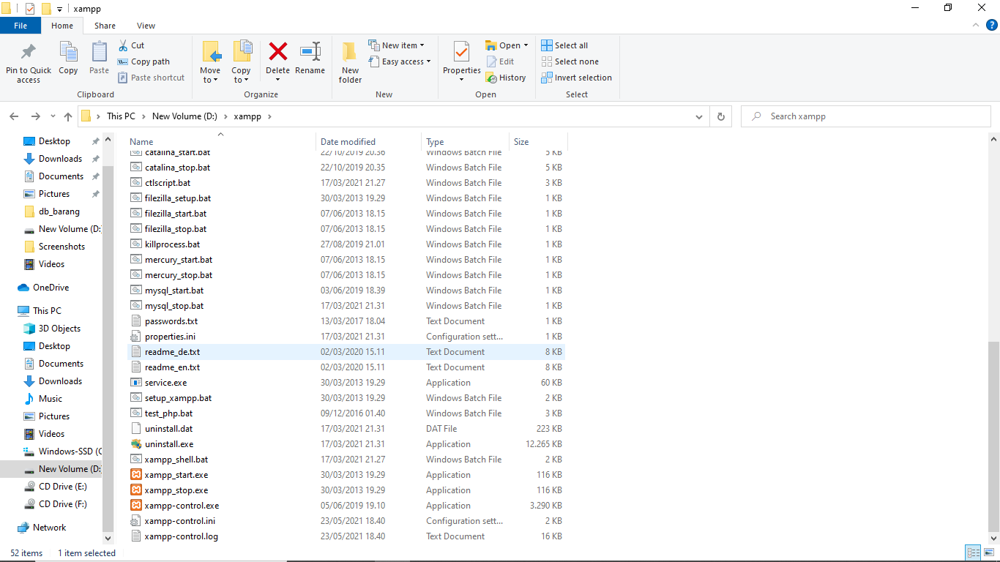 xampp
File Home Share View
Pin to Quick access
Copy
Paste
Cut
Copy path
Paste shortcut
Clipboard
Move to
Copy to
Delete
Rename
Organize
New folder
New item
Easy access
New
Properties
Open
Edit
History
Open
Select all
Select none
Invert selection
Select
This PC > New Volume (D:) > xampp >
Search xampp
Desktop
Downloads
Documents
Pictures
db_barang
New Volume (D:
Screenshots
Videos
OneDrive
This PC
3D Objects
Desktop
Documents
Downloads
Music
Pictures
Videos
Windows-SSD (C
New Volume (D:
CD Drive (E:)
CD Drive (F:)
Network
Name Date modified Type Size
catalina_start.bat 22/10/2019 20.36 Windows Batch File 5 KB
catalina_stop.bat 22/10/2019 20.35 Windows Batch File 5 KB
ctlscript.bat 17/03/2021 21.27 Windows Batch File 3 KB
filezilla_setup.bat 30/03/2013 19.29 Windows Batch File 1 KB
filezilla_start.bat 07/06/2013 18.15 Windows Batch File 1 KB
filezilla_stop.bat 07/06/2013 18.15 Windows Batch File 1 KB
killprocess.bat 27/08/2019 21.01 Windows Batch File 1 KB
mercury_start.bat 07/06/2013 18.15 Windows Batch File 1 KB
mercury_stop.bat 07/06/2013 18.15 Windows Batch File 1 KB
mysql_start.bat 03/06/2019 18.39 Windows Batch File 1 KB
mysql_stop.bat 17/03/2021 21.31 Windows Batch File 1 KB
passwords.txt 13/03/2017 18.04 Text Document 1 KB
properties.ini 17/03/2021 21.31 Configuration sett... 1 KB
readme_de.txt 02/03/2020 15.11 Text Document 8 KB
readme_en.txt 02/03/2020 15.11 Text Document 8 KB
service.exe 30/03/2013 19.29 Application 60 KB
setup_xampp.bat 30/03/2013 19.29 Windows Batch File 2 KB
test_php.bat 09/12/2016 01.40 Windows Batch File 3 KB
uninstall.dat 17/03/2021 21.31 DAT File 223 KB
uninstall.exe 17/03/2021 21.31 Application 12.265 KB
xampp_shell.bat 17/03/2021 21.27 Windows Batch File 2 KB
xampp_start.exe 30/03/2013 19.29 Application 116 KB
xampp_stop.exe 30/03/2013 19.29 Application 116 KB
xampp-control.exe 05/06/2019 19.10 Application 3.290 KB
xampp-control.ini 23/05/2021 18.40 Configuration sett... 2 KB
xampp-control.log 23/05/2021 18.40 Text Document 16 KB
52 items 1 item selected